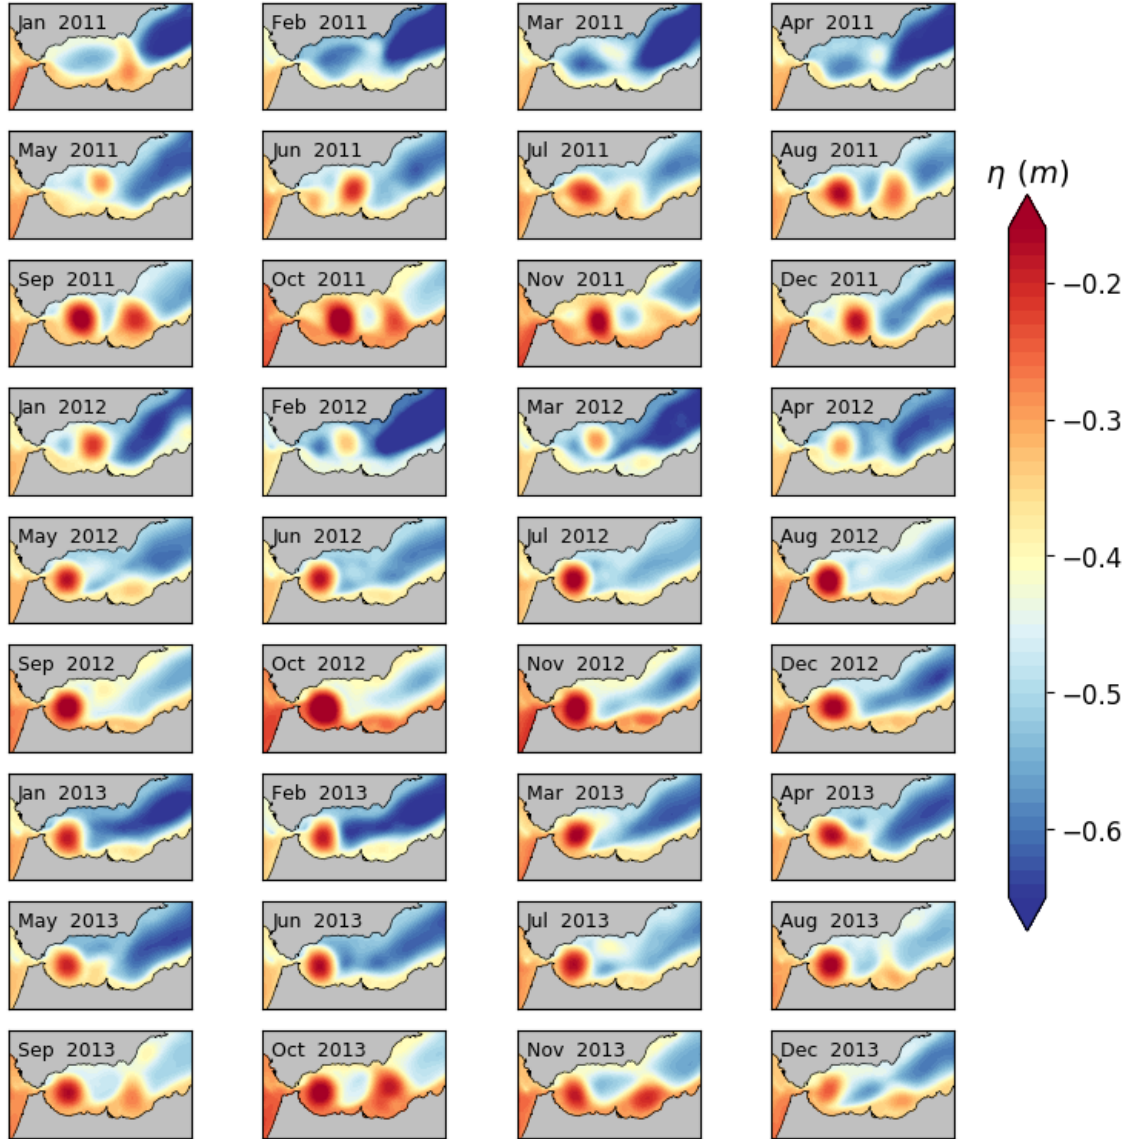 Jan 2011 Feb 2011 Mar 2011 Apr 2011
May 2011 Jun 2011 Jul 2011 Aug 2011
η (m)
Sep 2011 Oct 2011 Nov 2011 Dec 2011
−0.2
Jan 2012 Feb 2012 Mar 2012 Apr 2012
−0.3
May 2012 Jun 2012 Jul 2012 Aug 2012
−0.4
Sep 2012 Oct 2012 Nov 2012 Dec 2012
−0.5
Jan 2013 Feb 2013 Mar 2013 Apr 2013
−0.6
May 2013 Jun 2013 Jul 2013 Aug 2013
Sep 2013 Oct 2013 Nov 2013 Dec 2013